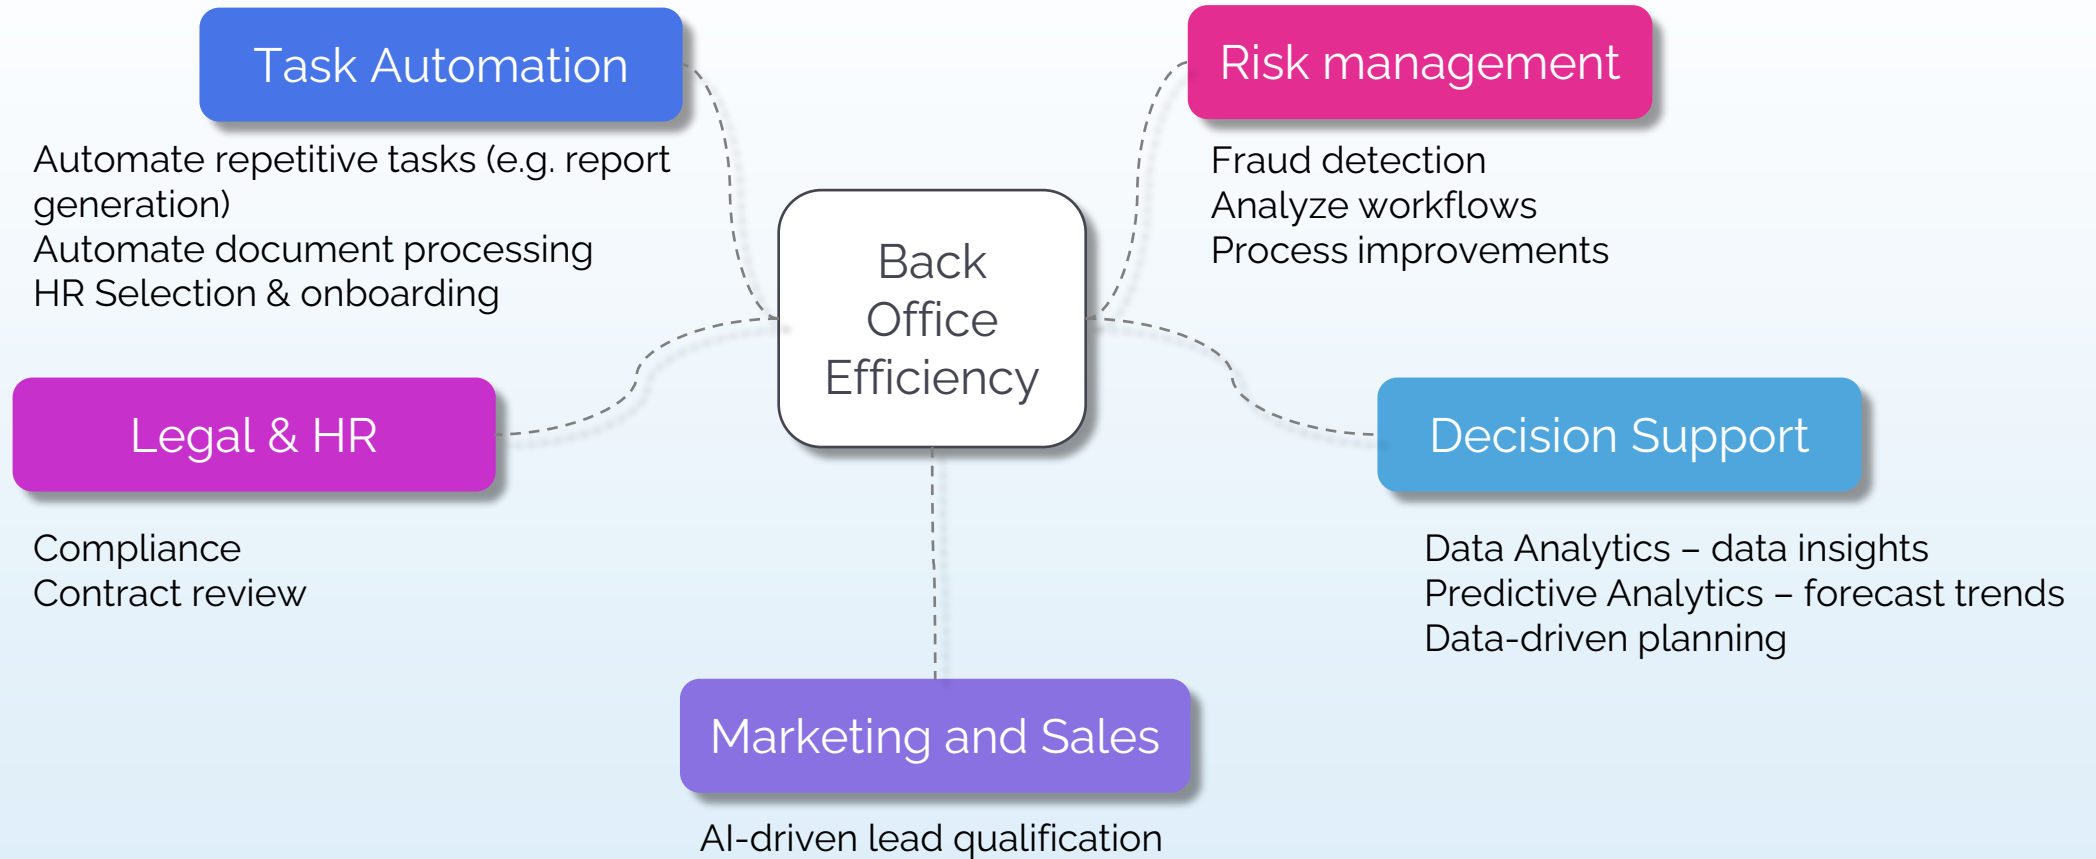 Task Automation
Automate repetitive tasks (e.g. report
generation)
Automate document processing
HR Selection & onboarding
Risk management
Fraud detection
Analyze workflows
Process improvements
Back
Office
Efficiency
Legal & HR
Compliance
Contract review
Decision Support
Data Analytics – data insights
Predictive Analytics – forecast trends
Data-driven planning
Marketing and Sales
AI-driven lead qualification